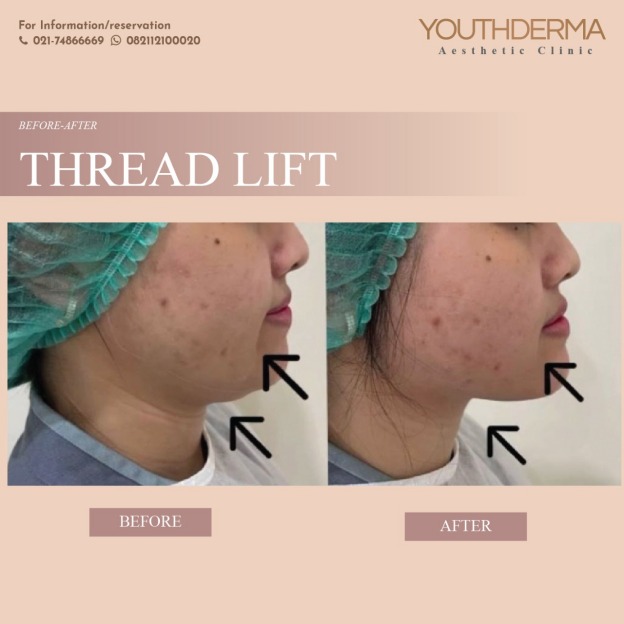 For Information/reservation
021-74866669 082112100020
YOUTHDERMA
Aesthetic Clinic
BEFORE-AFTER
THREAD LIFT
BEFORE
AFTER